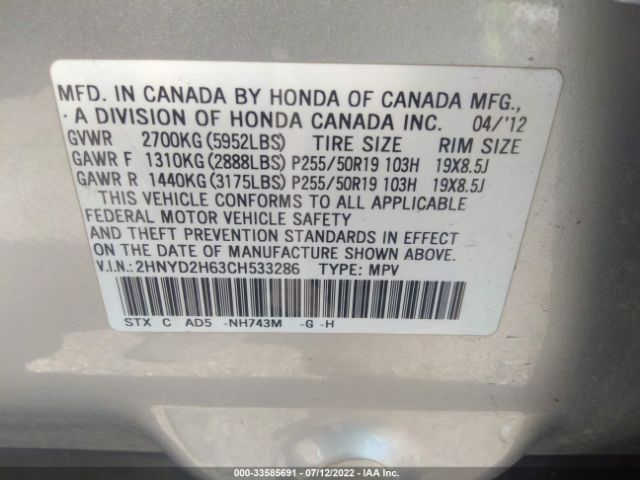 MFD. IN CANADA BY HONDA OF CANADA MFG.,
A DIVISION OF HONDA CANADA INC. 04/'12
GVWR 2700KG(5952LBS) TIRE SIZE RIM SIZE
GAWR F 1310KG(2888LBS) P255/50R19 103H 19X8.5J
GAWR R 1440KG(3175LBS) P255/50R19 103H 19X8.5J
THIS VEHICLE CONFORMS TO ALL APPLICABLE
FEDERAL MOTOR VEHICLE SAFETY
AND THEFT PREVENTION STANDARDS IN EFFECT
ON THE DATE OF MANUFACTURE SHOWN ABOVE.
V.I.N.: 2HNYD2H63CH533286 TYPE: MPV
STX C AD5 -NH743M -G -H
000-33585691 - 07/12/2022 - IAA Inc.